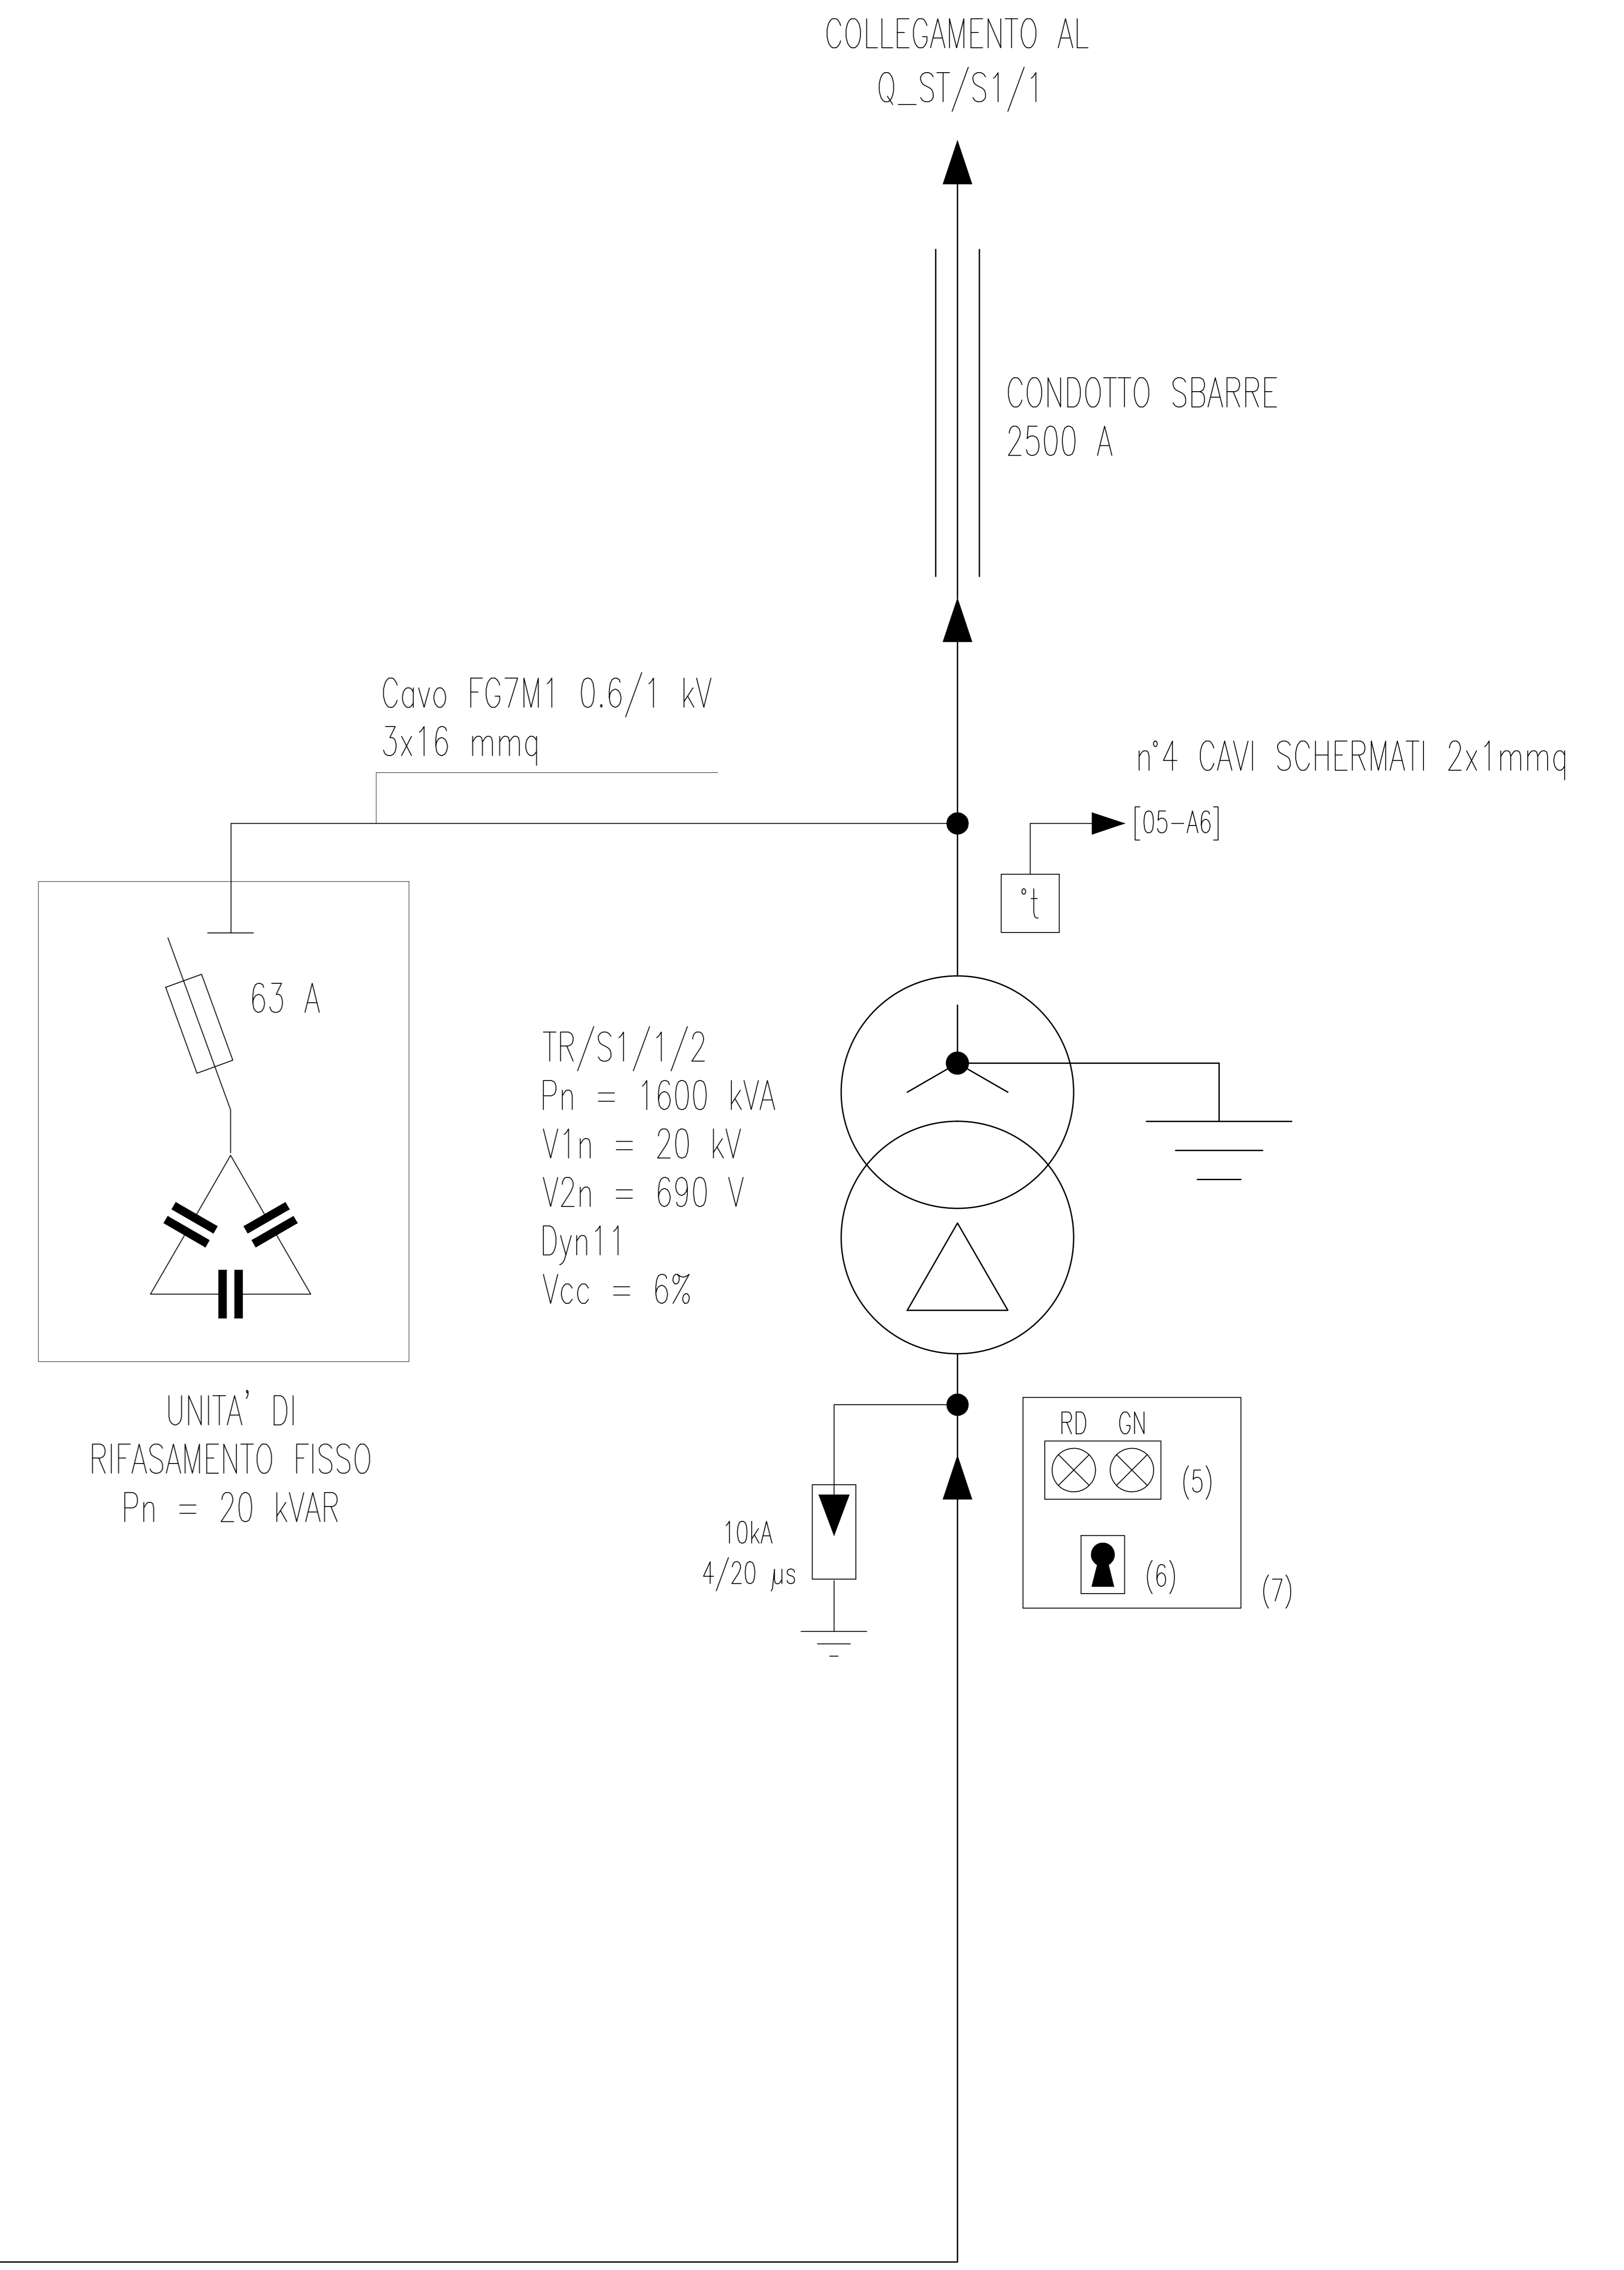 COLLEGAMENTO AL
Q_ST/S1/1
CONDOTTO SBARRE
2500 A
Cavo FG7M1 0.6/1 kV
3x16 mmq
n°4 CAVI SCHERMATI 2x1mmq
[05-A6]
°t
63 A
TR/S1/1/2
Pn = 1600 kVA
V1n = 20 kV
V2n = 690 V
Dyn11
Vcc = 6%
UNITA' DI
RIFASAMENTO FISSO
Pn = 20 kVAR
RD GN
(5)
10kA
4/20 µs
(6)
(7)